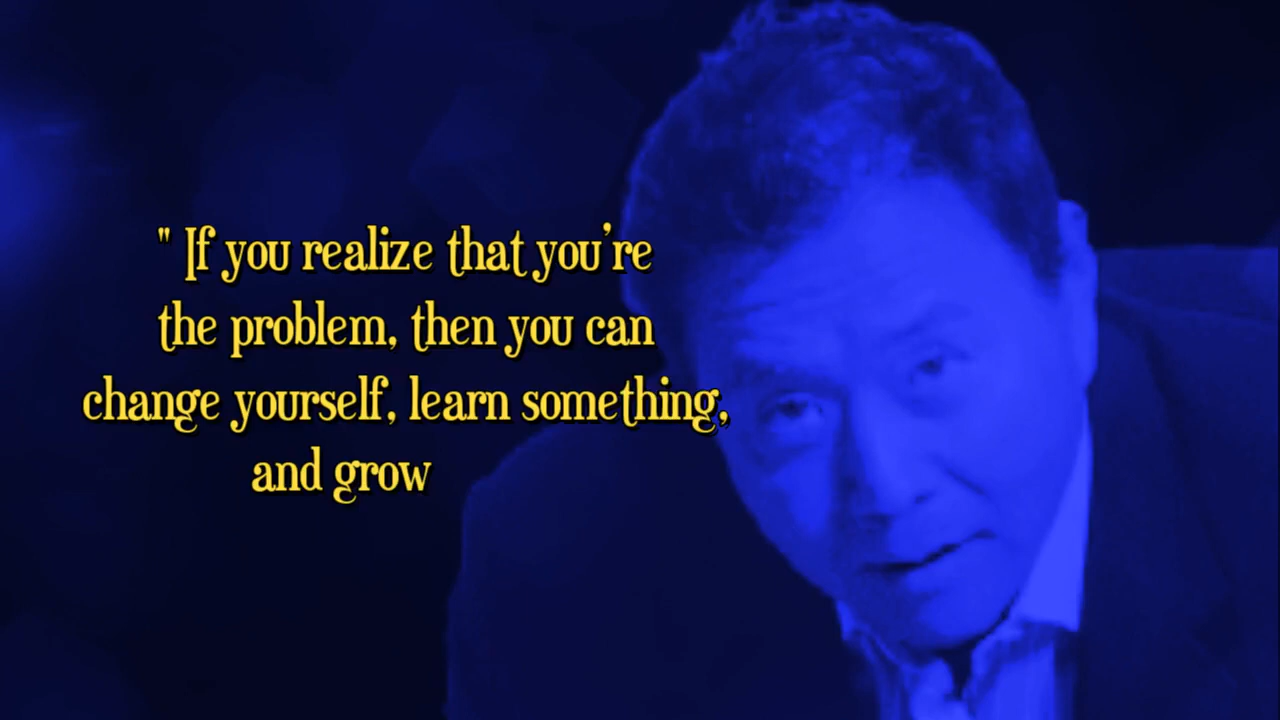 " If you realize that you're
the problem, then you can
change yourself, learn something,
and grow